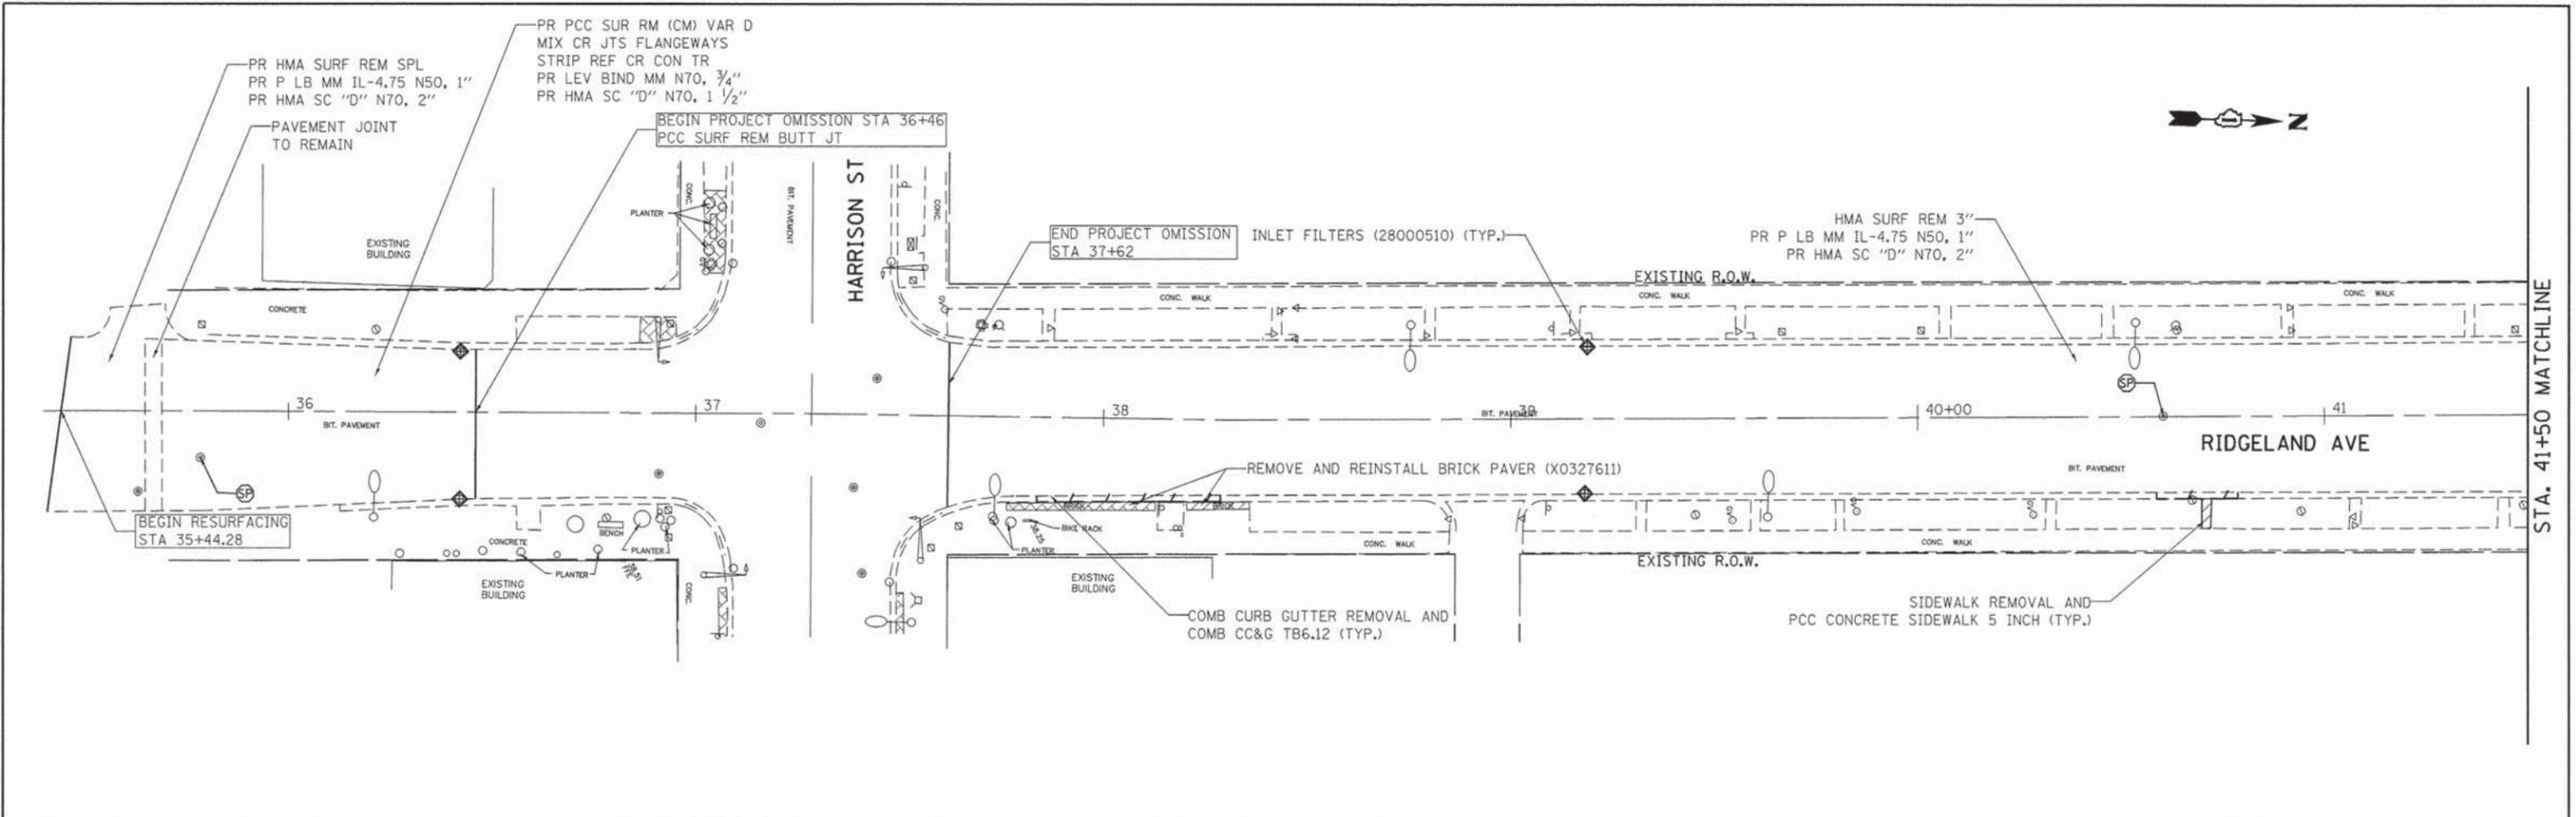 PR PCC SUR RM (CM) VAR D
MIX CR JTS FLANGEWAYS
STRIP REF CR CON TR
PR LEV BIND MM N70, 3/4"
PR HMA SC "D" N70, 1 1/2"
PR HMA SURF REM SPL
PR P LB MM IL-4.75 N50, 1"
PR HMA SC "D" N70, 2"
PAVEMENT JOINT
TO REMAIN
BEGIN PROJECT OMISSION STA 36+46
PCC SURF REM BUTT JT
N
HARRISON ST
BIT. PAVEMENT
CONC.
CONC.
PLANTER
EXISTING
BUILDING
END PROJECT OMISSION
STA 37+62
INLET FILTERS (28000510) (TYP.)
HMA SURF REM 3"
PR P LB MM IL-4.75 N50, 1"
PR HMA SC "D" N70, 2"
EXISTING R.O.W.
CONCRETE
CONC. WALK
CONC. WALK
CONC. WALK
STA. 41+50 MATCHLINE
SP
36
37
38
39
40+00
41
BIT. PAVEMENT
BIT. PAVEMENT
RIDGELAND AVE
BIT. PAVEMENT
REMOVE AND REINSTALL BRICK PAVER (X0327611)
SP
BEGIN RESURFACING
STA 35+44.28
BRICK
BRICK
BENCH
BIKE RACK
38.25
CONCRETE
PLANTER
PLANTER
PLANTER
38.51
CONC. WALK
CONC. WALK
EXISTING R.O.W.
EXISTING
BUILDING
EXISTING
BUILDING
CONC.
COMB CURB GUTTER REMOVAL AND
COMB CC&G TB6.12 (TYP.)
SIDEWALK REMOVAL AND
PCC CONCRETE SIDEWALK 5 INCH (TYP.)